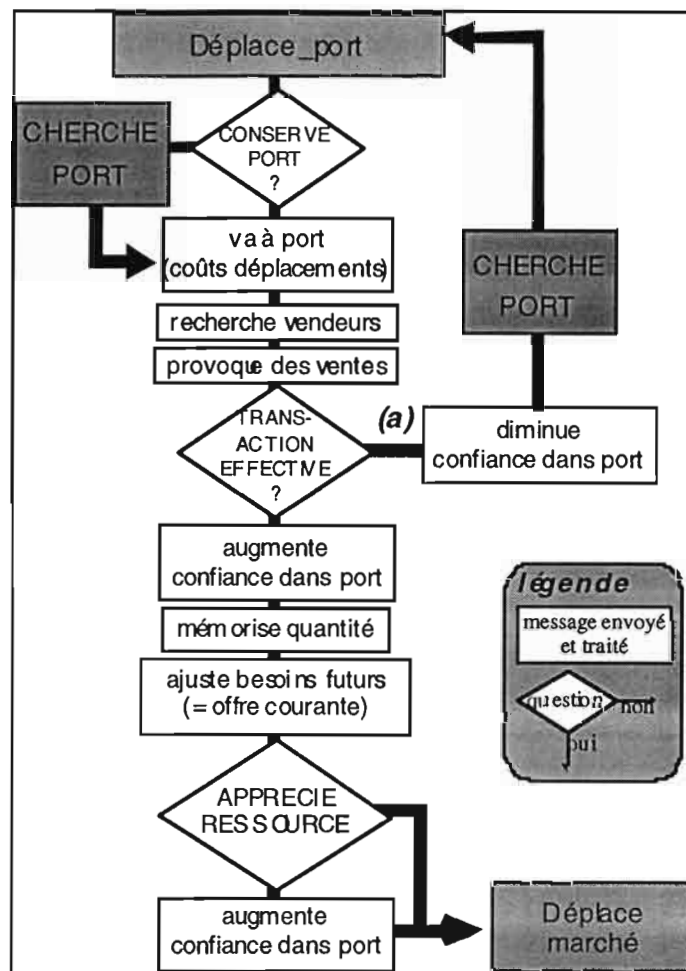 Déplace_port
CHERCHE
PORT
CONSERVE
PORT
?
va à port
(coûts déplacements)
CHERCHE
PORT
recherche vendeurs
provoque des ventes
TRANS-
ACTION
EFFECTIVE
?
(a)
diminue
confiance dans port
augmente
confiance dans port
mémorise quantité
ajuste besoins futurs
(= offre courante)
légende
message envoyé
et traité
question
non
oui
APPRECIE
RESSOURCE
augmente
confiance dans port
Déplace
marché